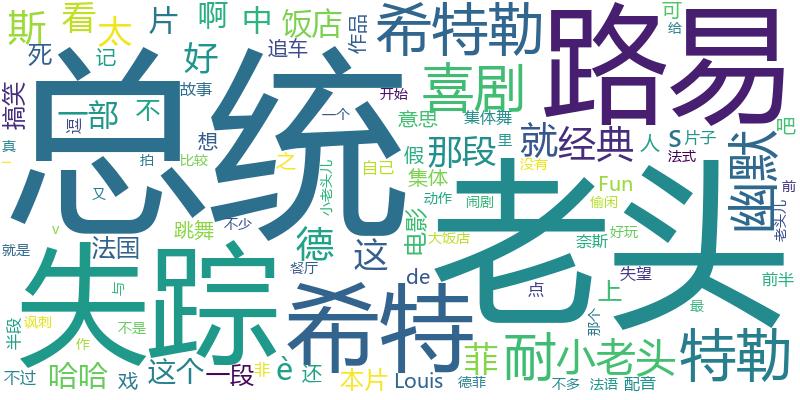 斯 看 太 片 啊 中 饭店 作品 希特勒 路易 可 给
死 记 好 追车 喜剧
搞笑 总统 故事 开始
一部 不 逗 想 一个 意思 集体舞 里 就 经典 人 s 片子 幽默 吧
真 拍 比较 之 自己 假 那段 没有 法式
一 又 小老头儿 集体 动作 老头 Fun 偷闲 前
v 跳舞 不少 德 这 电影 闹剧 好玩 老头儿
就是 法国 失踪 大饭店 奈斯
讽刺 与 餐厅 希特 de 点 失望 前半
半段 作 不是 上 那个 最
不过 哈哈 戏 这个 一段 非 è 还 本片 Louis 菲 德菲 耐 小老头 不多 法语 配音 特勒